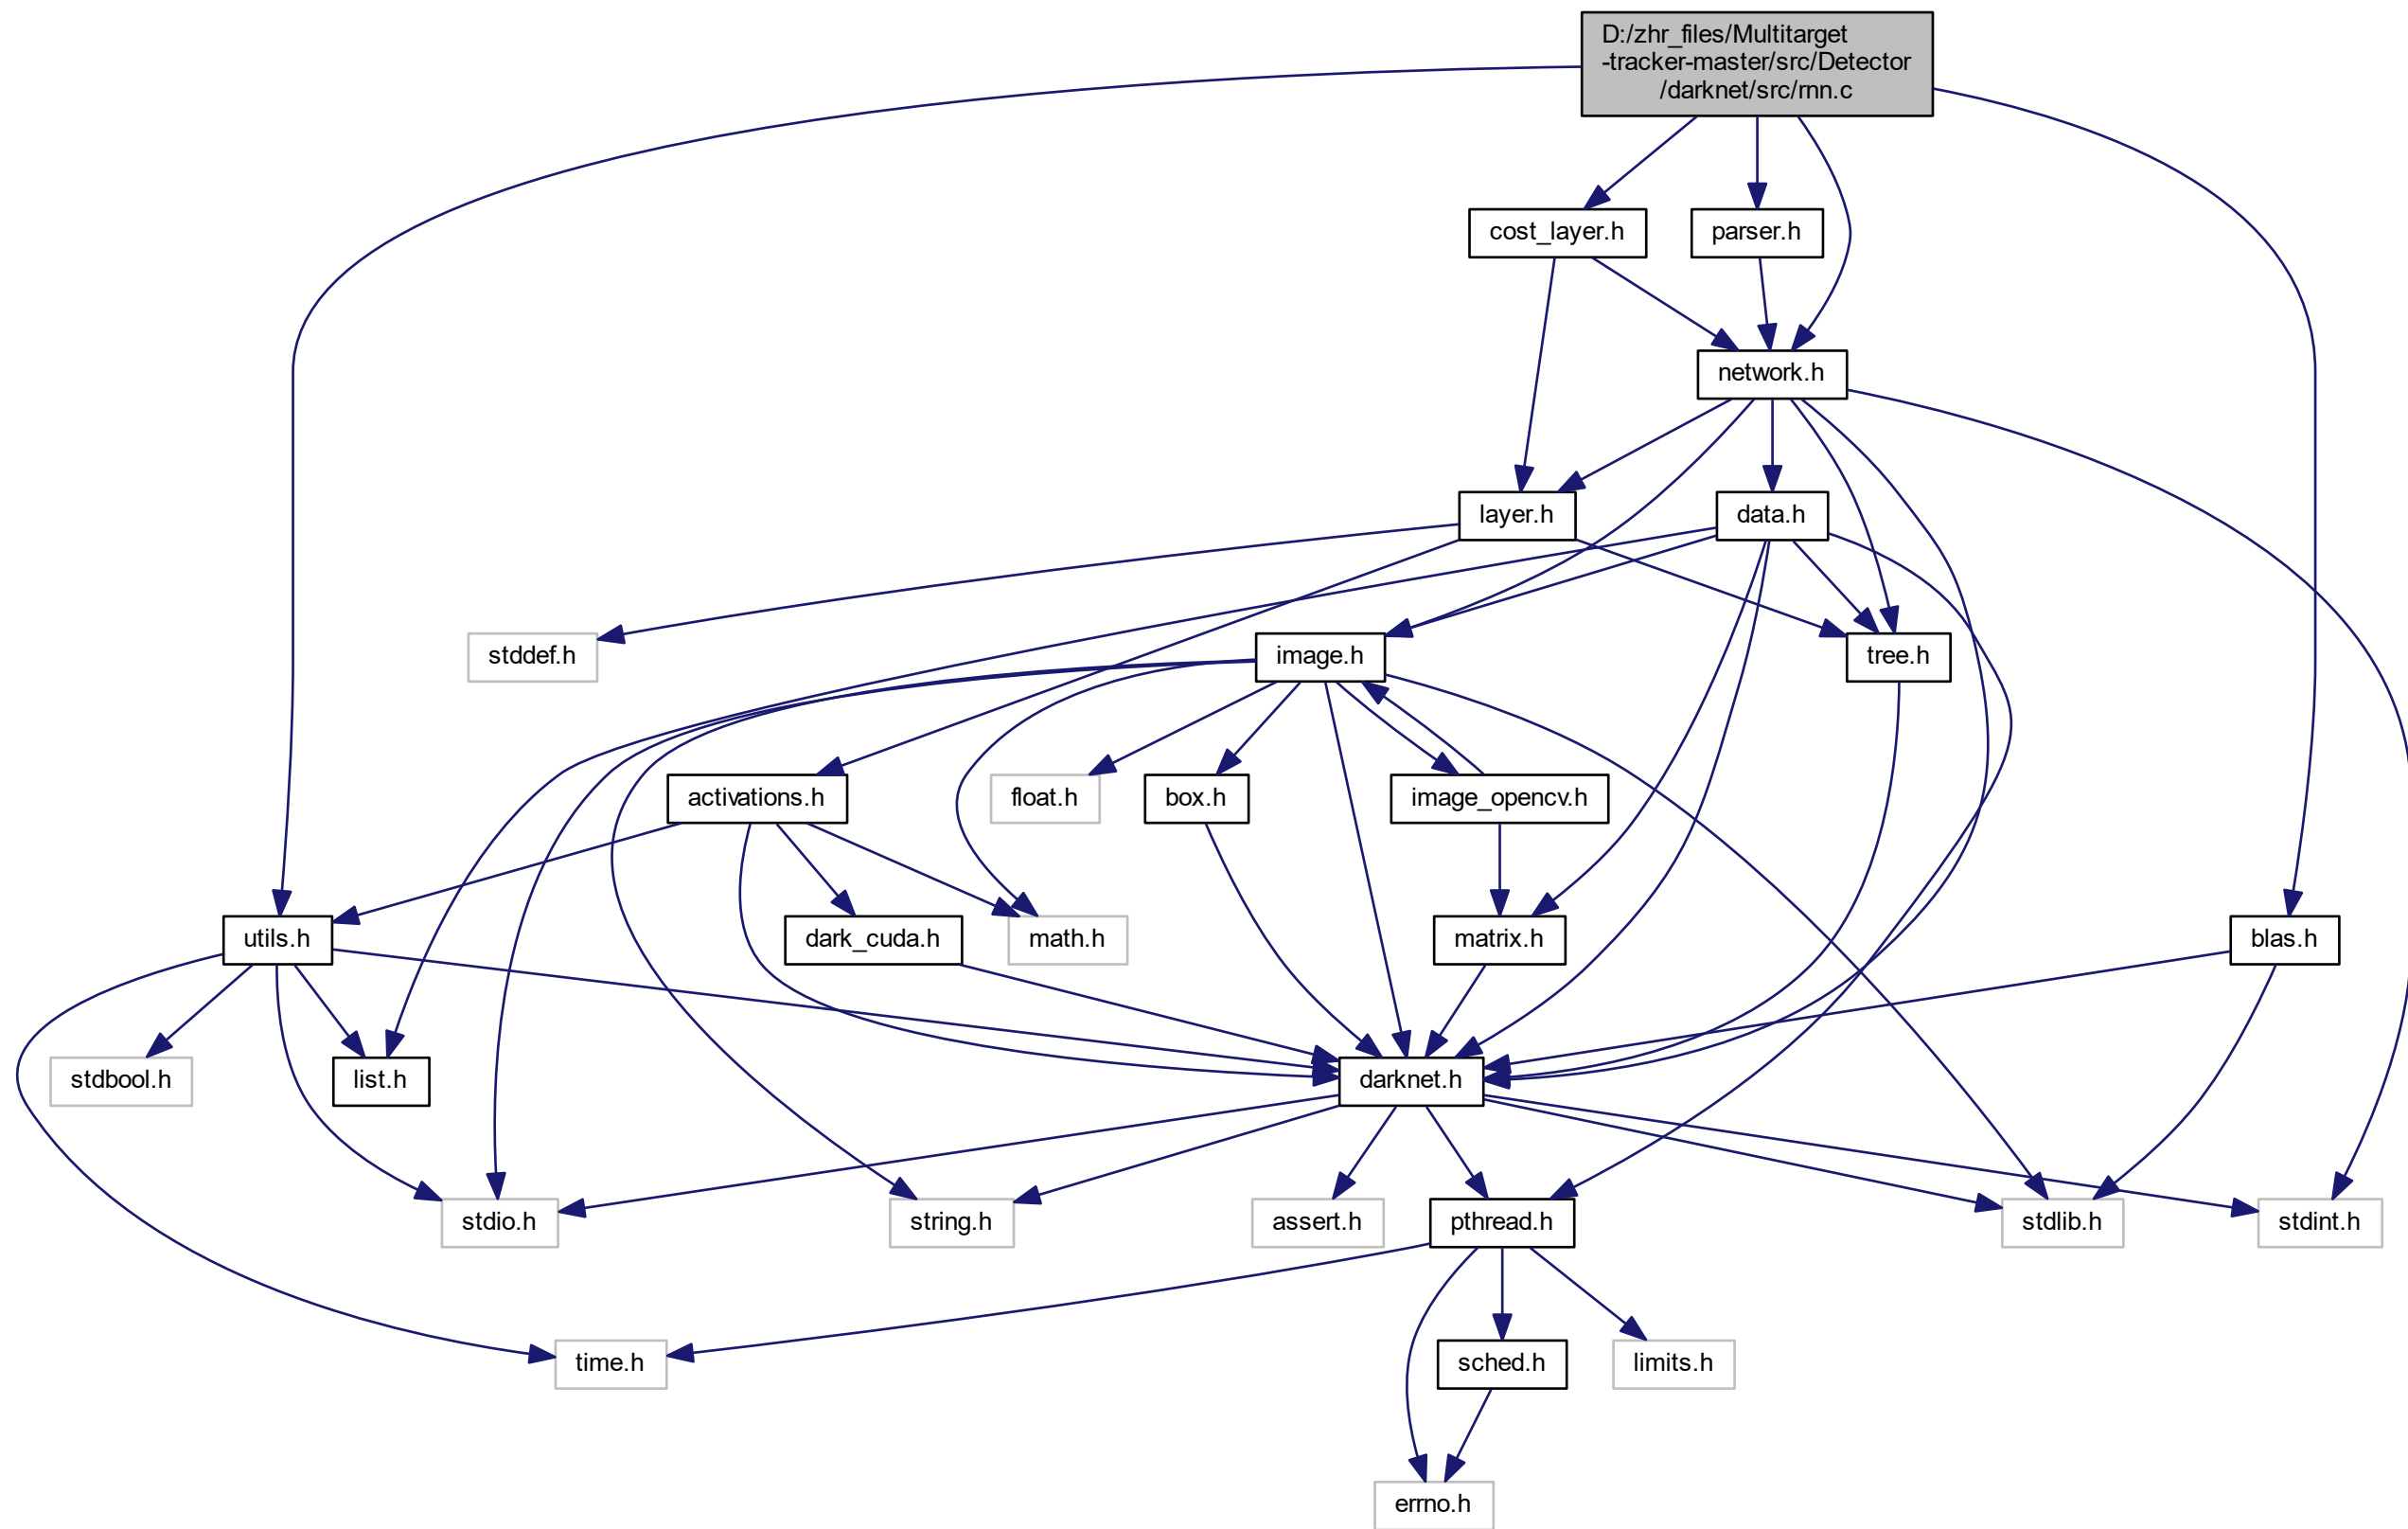 D:/zhr_files/Multitarget
-tracker-master/src/Detector
/darknet/src/rnn.c
cost_layer.h
parser.h
network.h
layer.h
data.h
stddef.h
image.h
tree.h
activations.h
float.h
box.h
image_opencv.h
utils.h
dark_cuda.h
math.h
matrix.h
blas.h
stdbool.h
list.h
darknet.h
stdio.h
string.h
assert.h
pthread.h
stdlib.h
stdint.h
time.h
sched.h
limits.h
errno.h